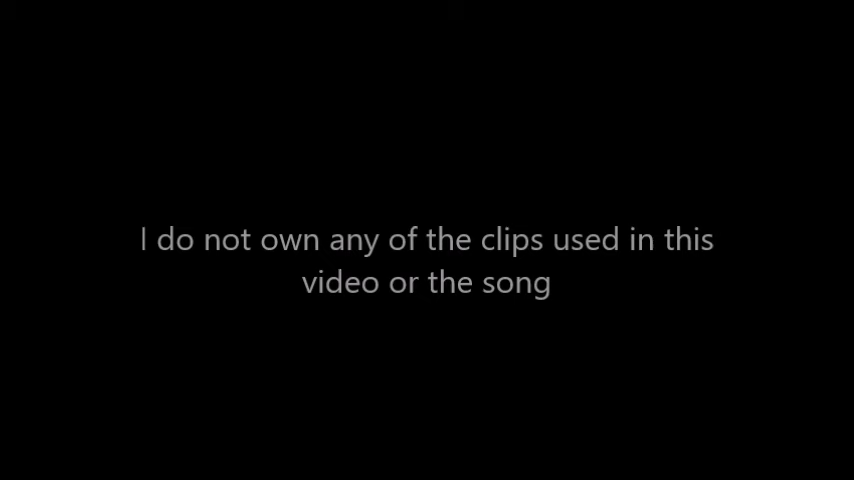 I do not own any of the clips used in this
video or the song